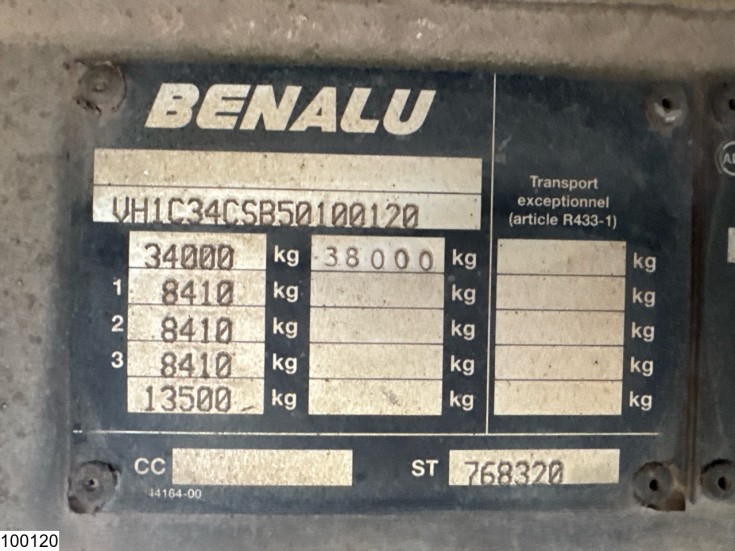 BENALU
VH1C34CSB50100120
Transport
exceptionnel
(article R433-1)
34000 kg 38000 kg kg
1 8410 kg kg kg
2 8410 kg kg kg
3 8410 kg kg kg
13500 kg kg kg
CC ST 768320
14164-00
100120